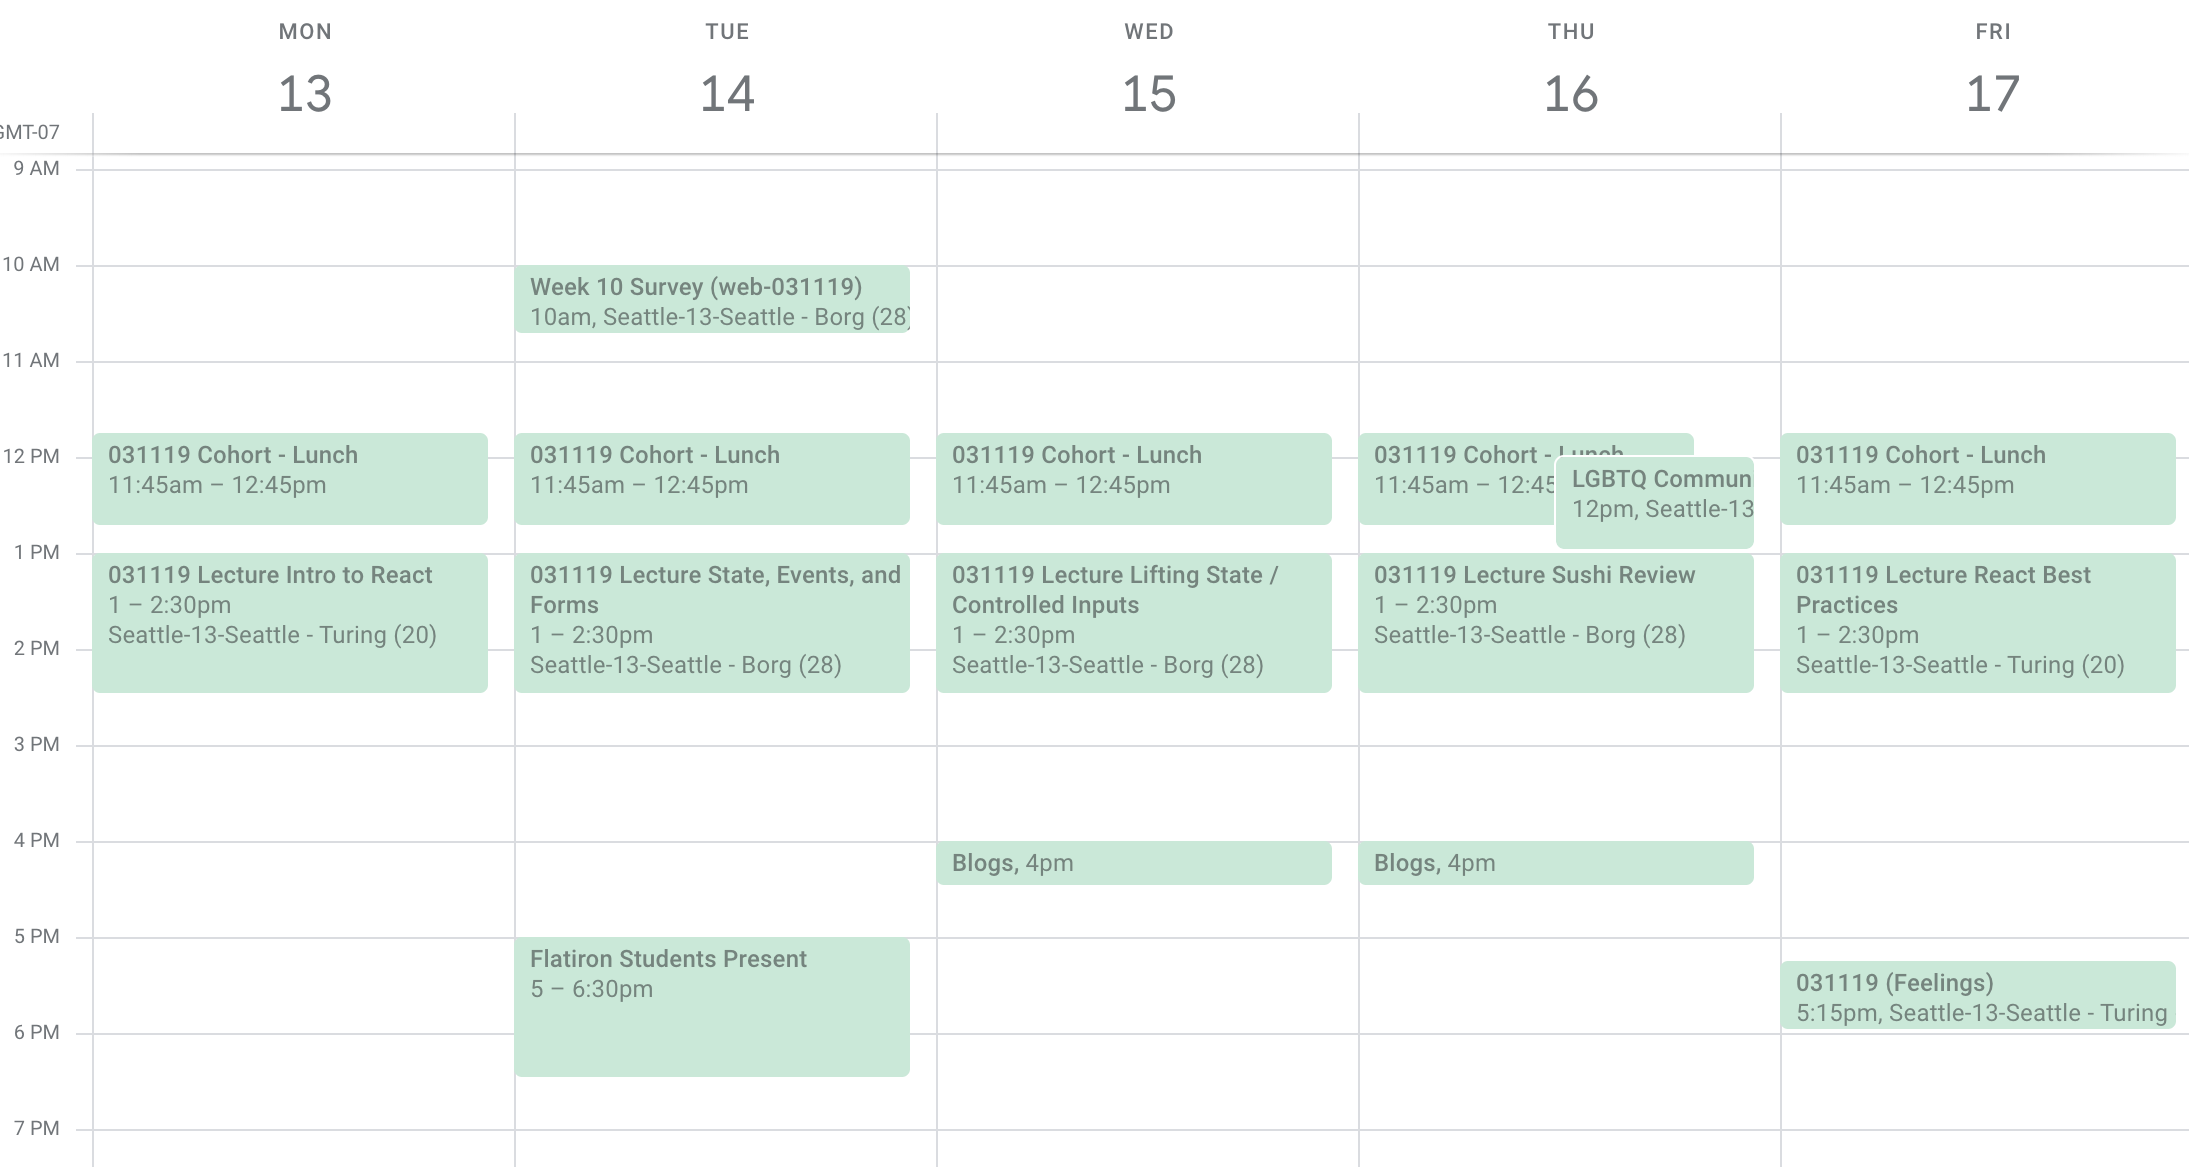 MON
TUE
WED
THU
FRI
13
14
15
16
17
GMT-07
9 AM
10 AM
11 AM
12 PM
1 PM
2 PM
3 PM
4 PM
5 PM
6 PM
7 PM
031119 Cohort - Lunch
11:45am – 12:45pm
031119 Lecture Intro to React
1 – 2:30pm
Seattle-13-Seattle - Turing (20)
Week 10 Survey (web-031119)
10am, Seattle-13-Seattle - Borg (28)
031119 Cohort - Lunch
11:45am – 12:45pm
031119 Lecture State, Events, and
Forms
1 – 2:30pm
Seattle-13-Seattle - Borg (28)
Flatiron Students Present
5 – 6:30pm
031119 Cohort - Lunch
11:45am – 12:45pm
031119 Lecture Lifting State /
Controlled Inputs
1 – 2:30pm
Seattle-13-Seattle - Borg (28)
Blogs, 4pm
031119 Cohort - Lunch
11:45am – 12:45
LGBTQ Commun
12pm, Seattle-13
031119 Lecture Sushi Review
1 – 2:30pm
Seattle-13-Seattle - Borg (28)
Blogs, 4pm
031119 Cohort - Lunch
11:45am – 12:45pm
031119 Lecture React Best
Practices
1 – 2:30pm
Seattle-13-Seattle - Turing (20)
031119 (Feelings)
5:15pm, Seattle-13-Seattle - Turing